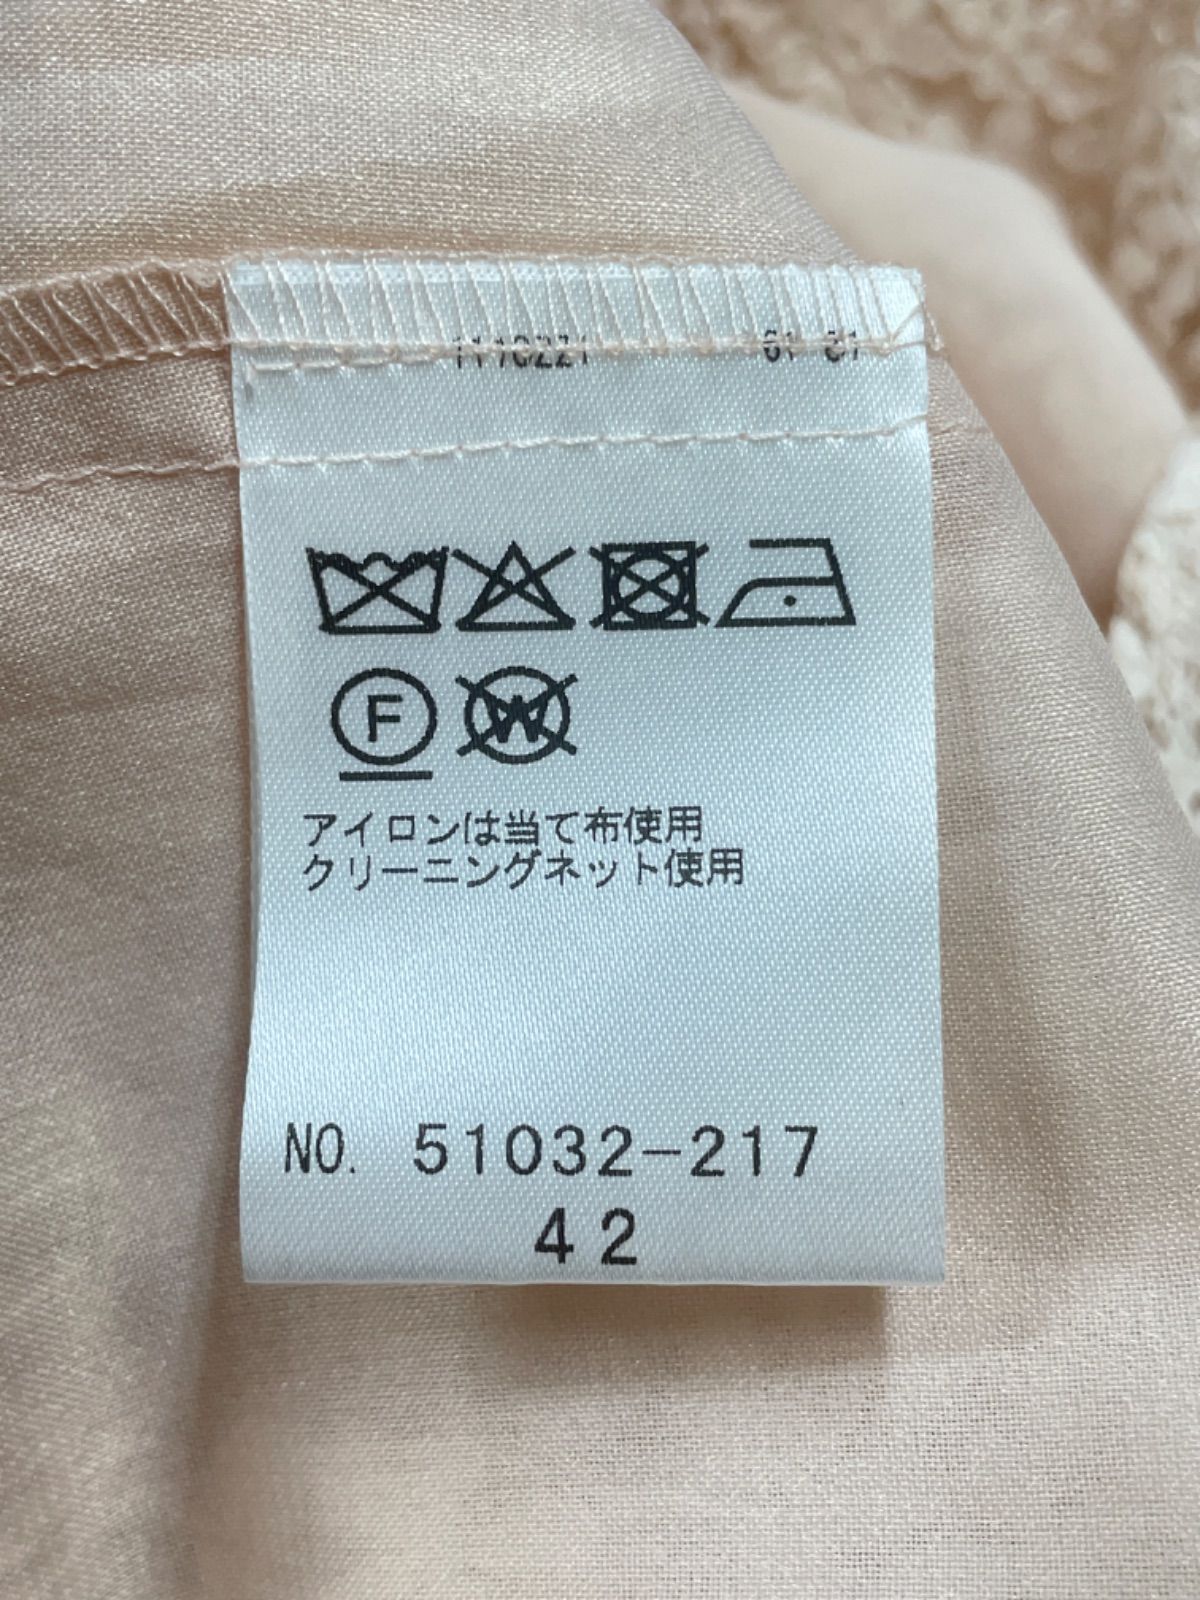 F W
アイロンは当て布使用
クリーニングネット使用
NO. 51032-217
42